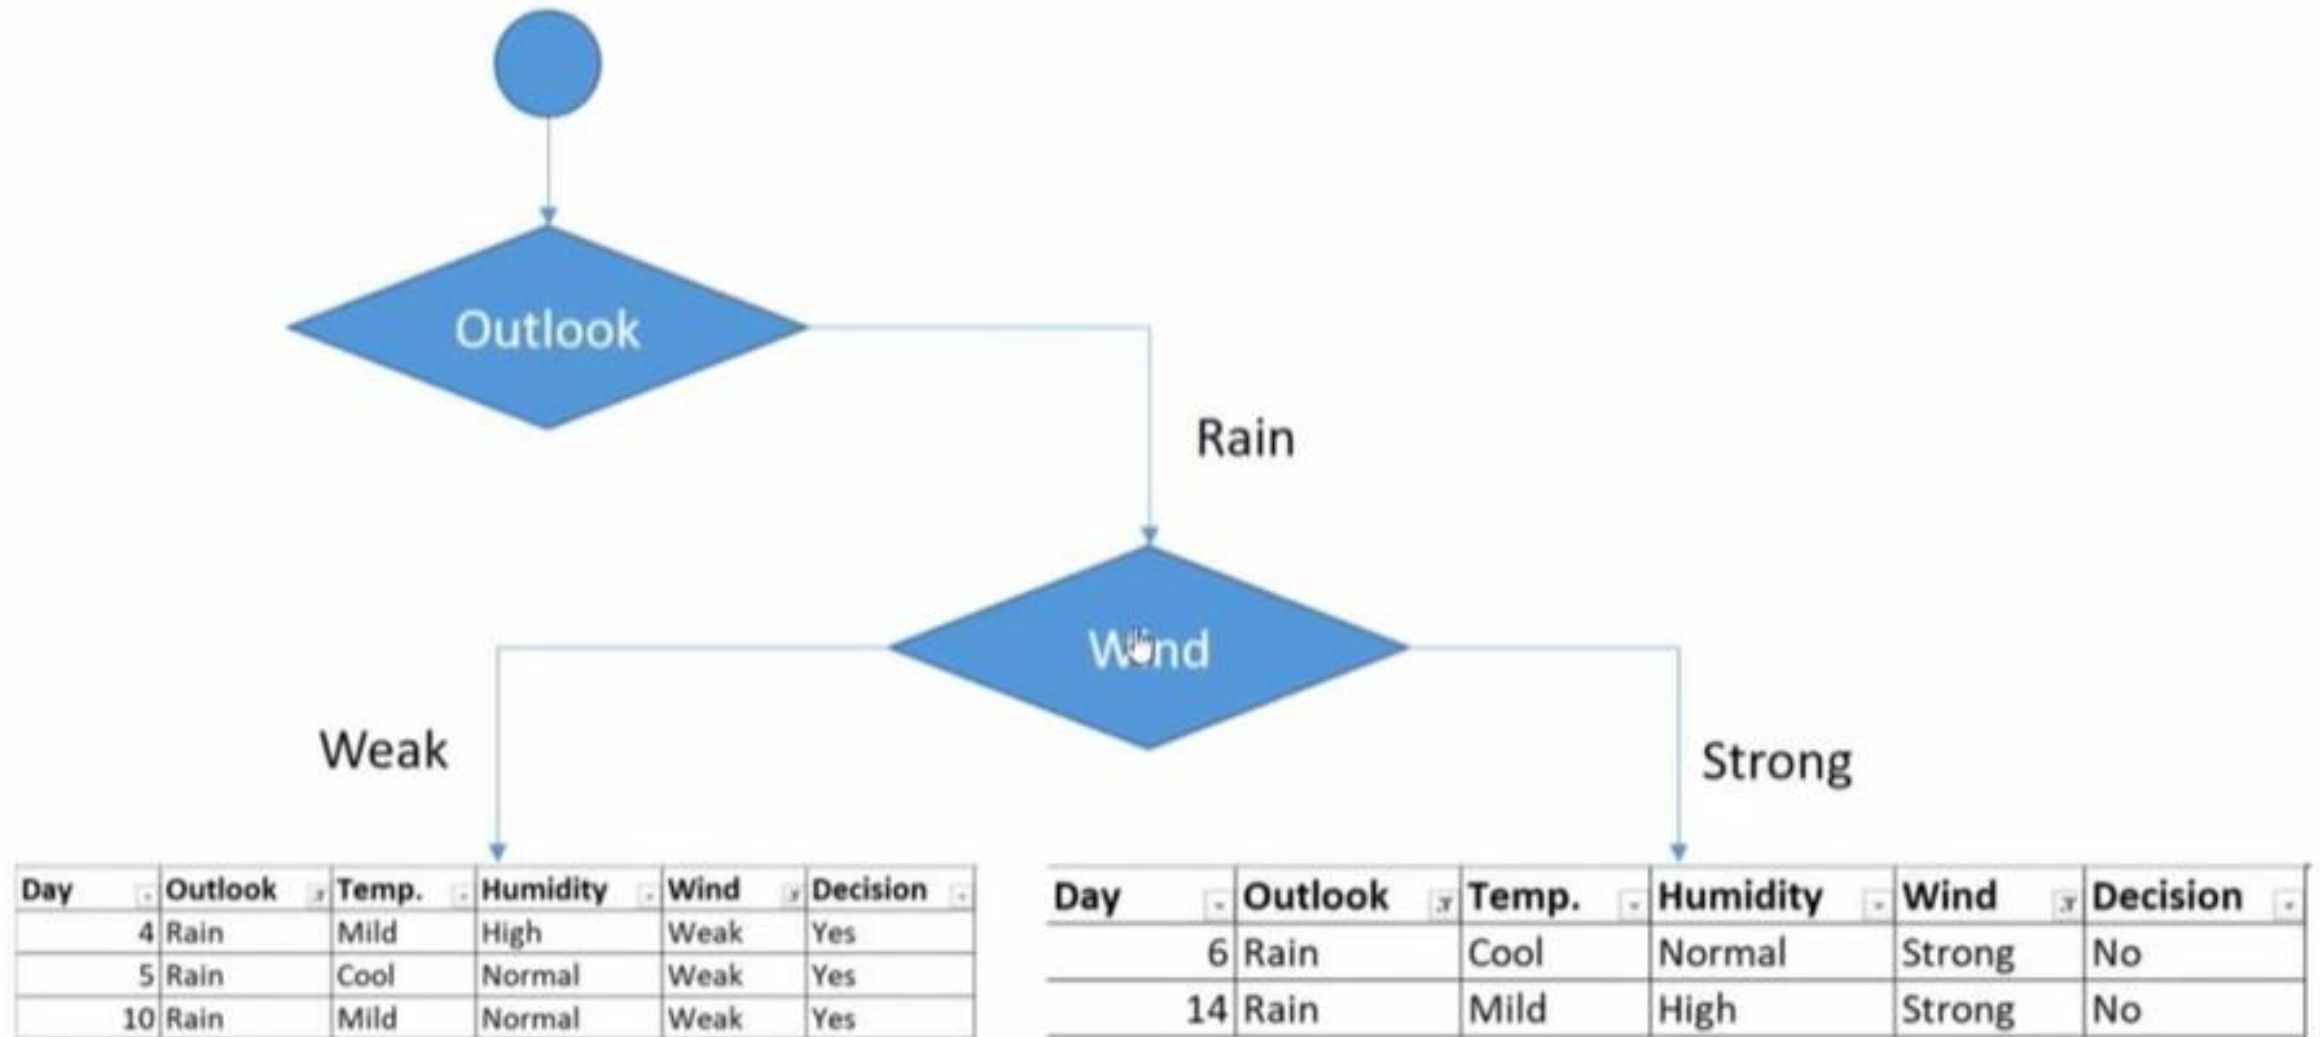 Outlook
Rain
Wind
Weak
Strong
Day Outlook Temp. Humidity Wind Decision
4 Rain Mild High Weak Yes
5 Rain Cool Normal Weak Yes
10 Rain Mild Normal Weak Yes
Day Outlook Temp. Humidity Wind Decision
6 Rain Cool Normal Strong No
14 Rain Mild High Strong No